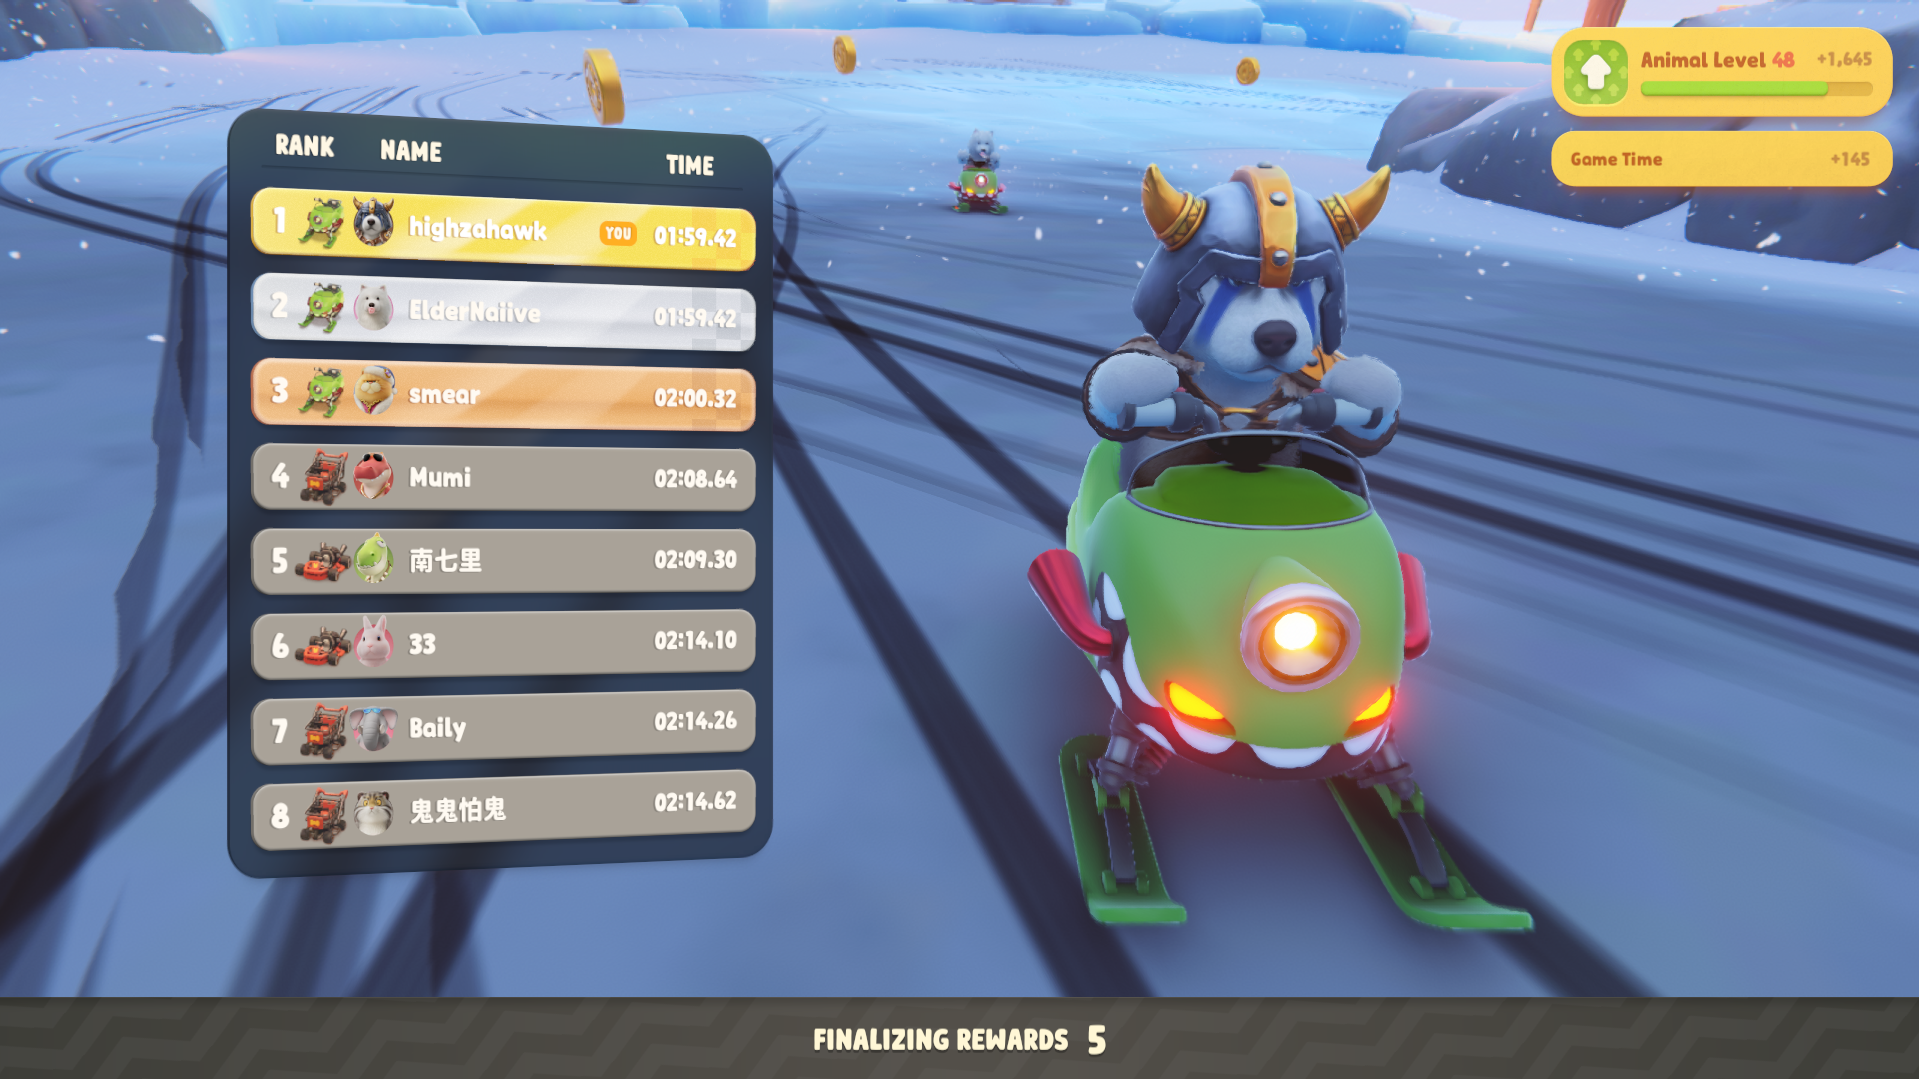 RANK NAME TIME
1 highzahawk YOU 01:59.42
2 ElderNaiive 01:59.42
3 smear 02:00.32
4 Mumi 02:08.64
5 南七里 02:09.30
6 33 02:14.10
7 Baily 02:14.26
8 鬼鬼怕鬼 02:14.62
Animal Level 48 +1,645
Game Time +145
FINALIZING REWARDS 5